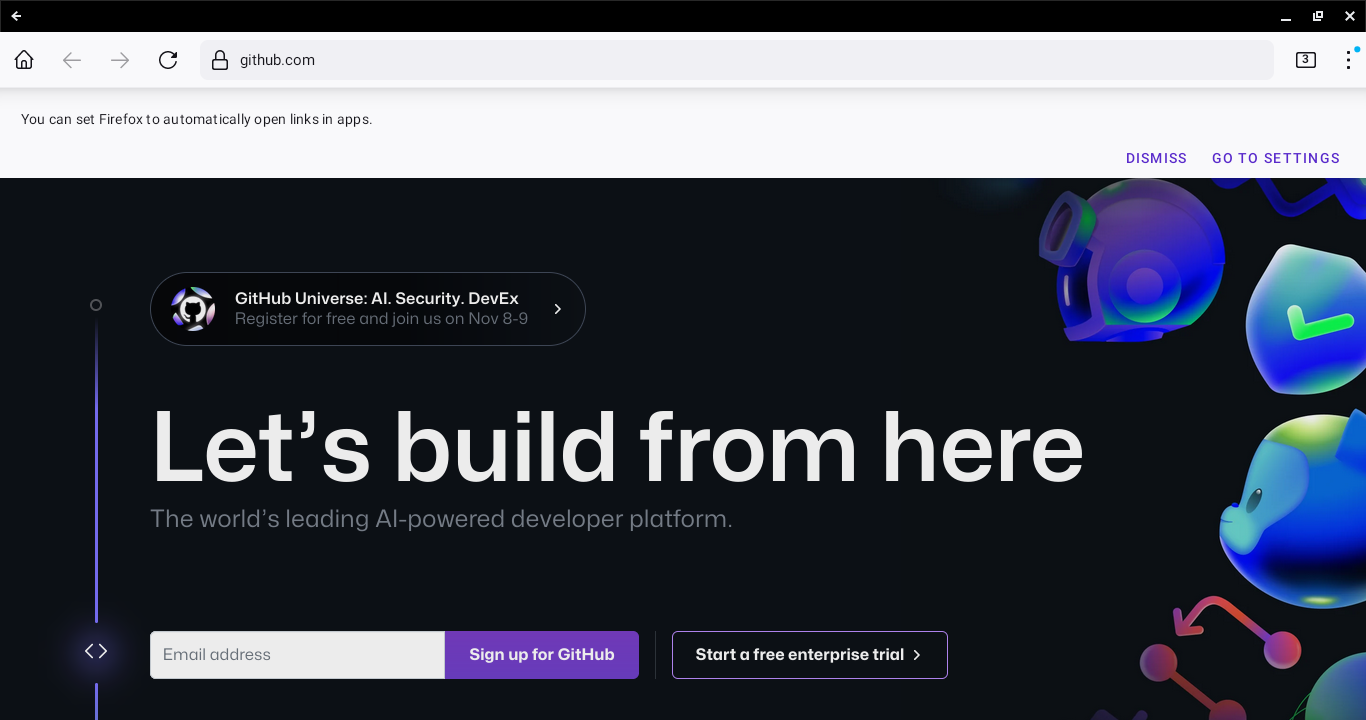 github.com
3
You can set Firefox to automatically open links in apps.
DISMISS
GO TO SETTINGS
GitHub Universe: AI. Security. DevEx
Register for free and join us on Nov 8-9
Let’s build from here
The world’s leading AI-powered developer platform.
Email address
Sign up for GitHub
Start a free enterprise trial